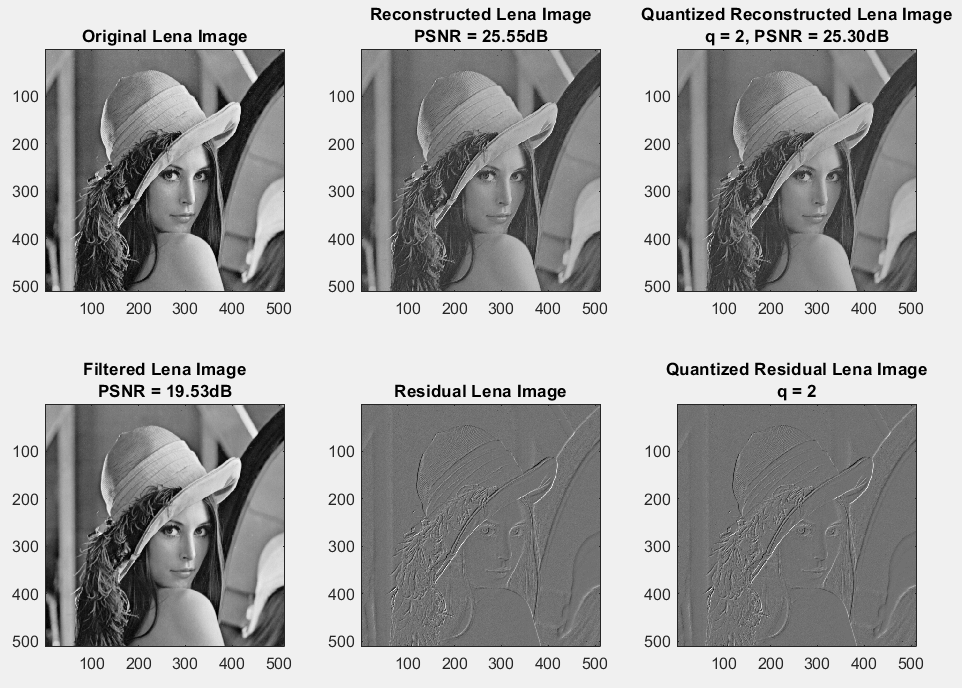 Original Lena Image
100
200
300
400
500
100 200 300 400 500
Reconstructed Lena Image
PSNR = 25.55dB
100
200
300
400
500
100 200 300 400 500
Quantized Reconstructed Lena Image
q = 2, PSNR = 25.30dB
100
200
300
400
500
100 200 300 400 500
Filtered Lena Image
PSNR = 19.53dB
100
200
300
400
500
100 200 300 400 500
Residual Lena Image
100
200
300
400
500
100 200 300 400 500
Quantized Residual Lena Image
q = 2
100
200
300
400
500
100 200 300 400 500